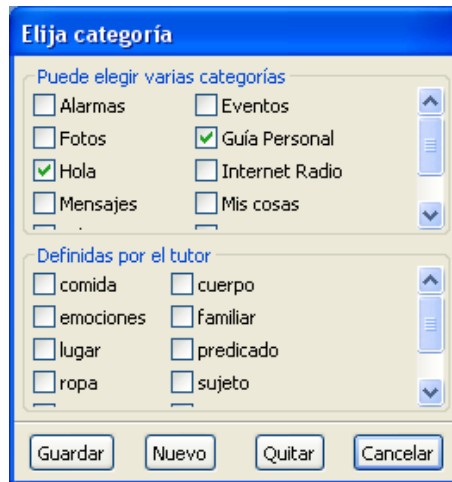 Elija categoría
Puede elegir varias categorías
Alarmas Eventos
Fotos Guía Personal
Hola Internet Radio
Mensajes Mis cosas
Definidas por el tutor
comida cuerpo
emociones familiar
lugar predicado
ropa sujeto
Guardar Nuevo Quitar Cancelar